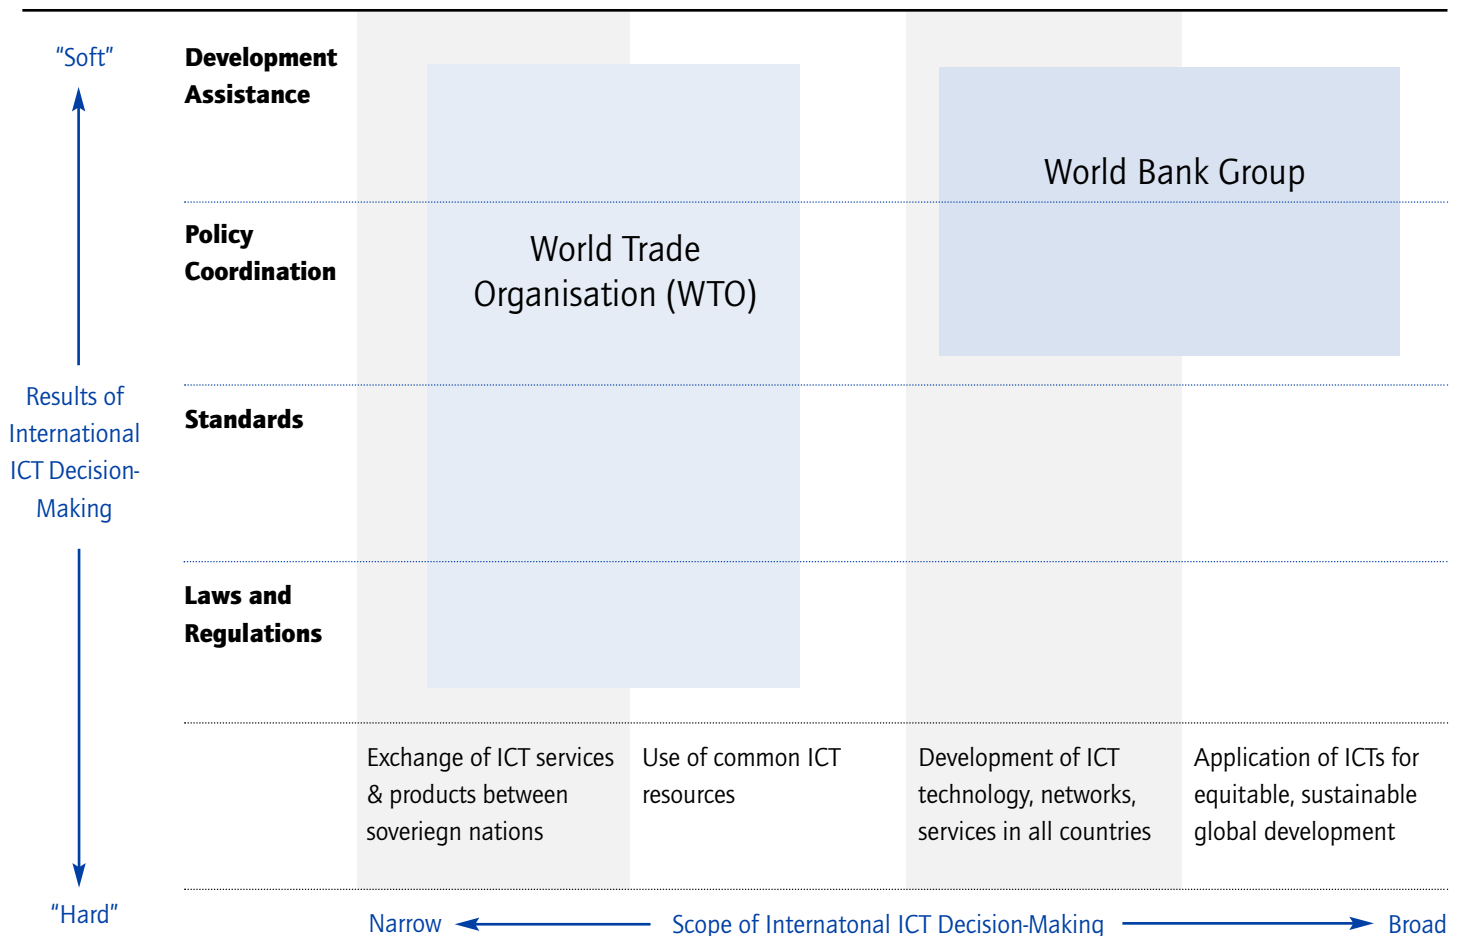 “Soft”
Development
Assistance
World Bank Group
Policy
Coordination
World Trade
Organisation (WTO)
Results of
International
ICT Decision-
Making
Standards
Laws and
Regulations
Exchange of ICT services
& products between
soveriegn nations
Use of common ICT
resources
Development of ICT
technology, networks,
services in all countries
Application of ICTs for
equitable, sustainable
global development
“Hard”
Narrow
Scope of Internatonal ICT Decision-Making
Broad